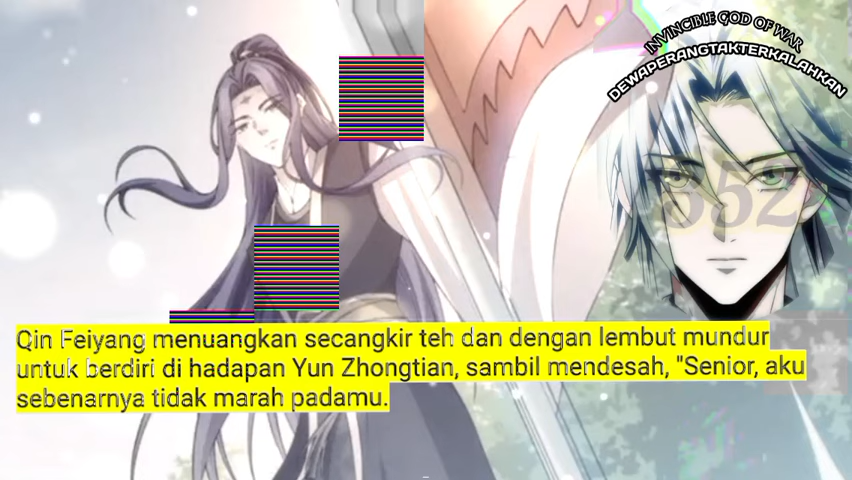 INVINCIBLE GOD OF WAR
DEWAPERANGTAKTERKALAHKAN
552
Qin Feiyang menuangkan secangkir teh dan dengan lembut mundur
untuk berdiri di hadapan Yun Zhongtian, sambil mendesah, "Senior, aku
sebenarnya tidak marah padamu.